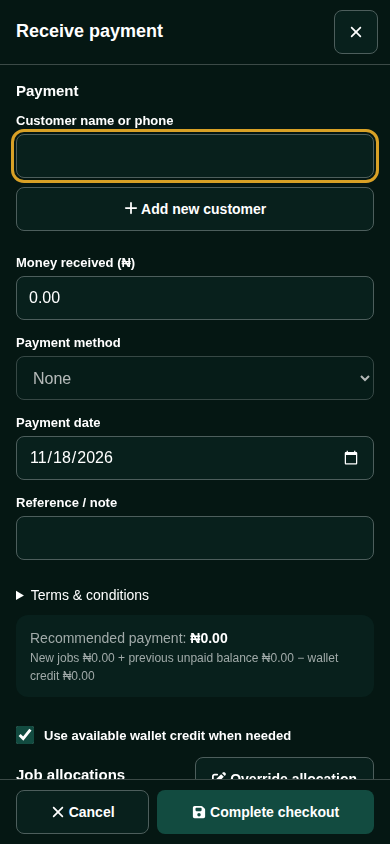 Receive payment
Payment
Customer name or phone
Add new customer
Money received (₦)
0.00
Payment method
None
Payment date
11/18/2026
Reference / note
Terms & conditions
Recommended payment: ₦0.00
New jobs ₦0.00 + previous unpaid balance ₦0.00 − wallet
credit ₦0.00
Use available wallet credit when needed
Job allocations
Override allocation
Cancel
Complete checkout